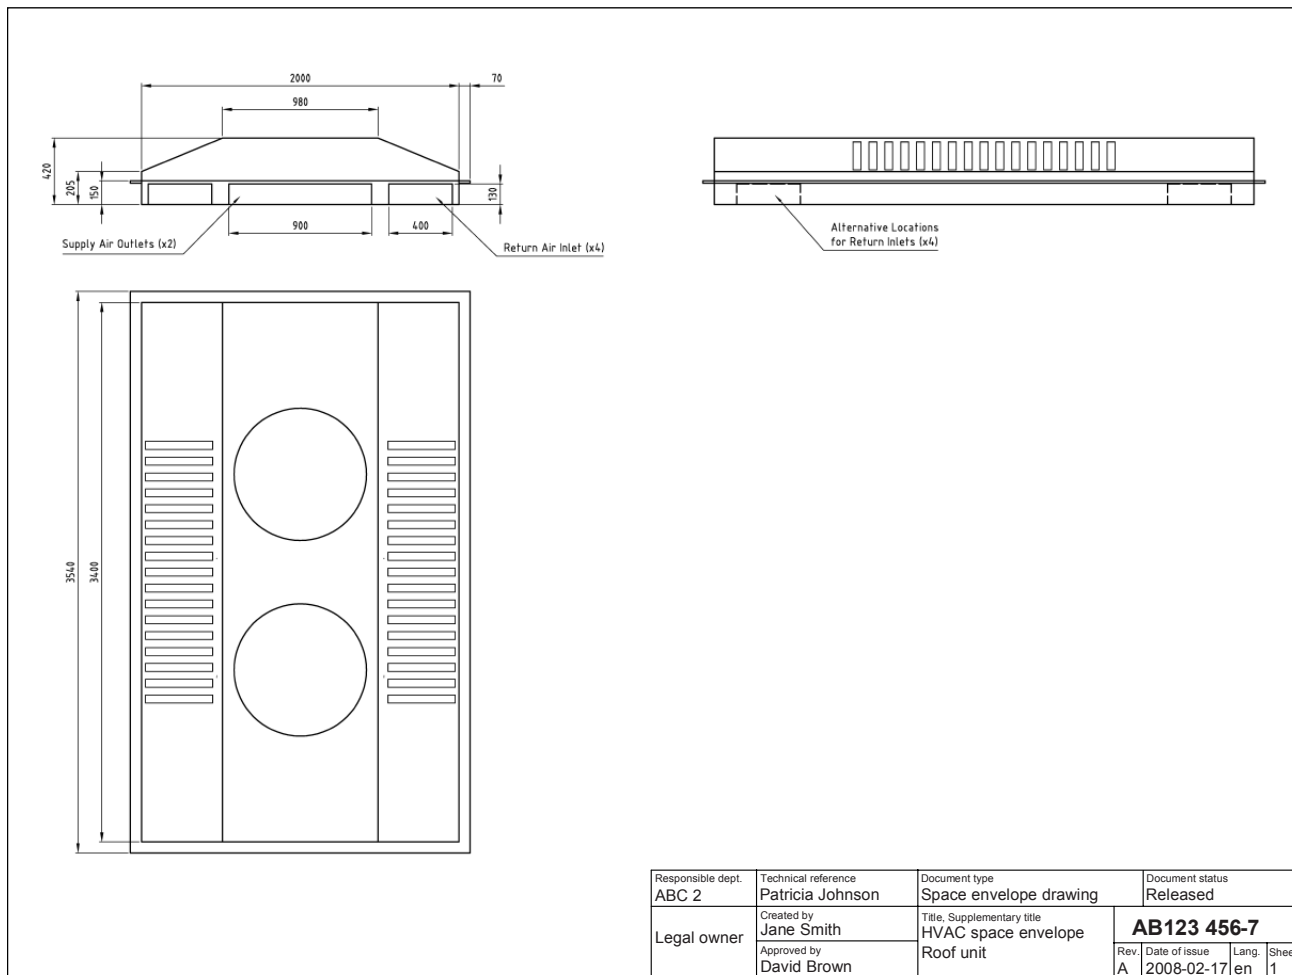 2000
70
980
420
205
150
130
900
400
Supply Air Outlets (x2)
Return Air Inlet (x4)
Alternative Locations
for Return Inlets (x4)
3540
3400
Responsible dept.
ABC 2
Technical reference
Patricia Johnson
Document type
Space envelope drawing
Document status
Released
Legal owner
Created by
Jane Smith
Approved by
David Brown
Title, Supplementary title
HVAC space envelope
Roof unit
AB123 456-7
Rev.
A
Date of issue
2008-02-17
Lang.
en
Shee
1